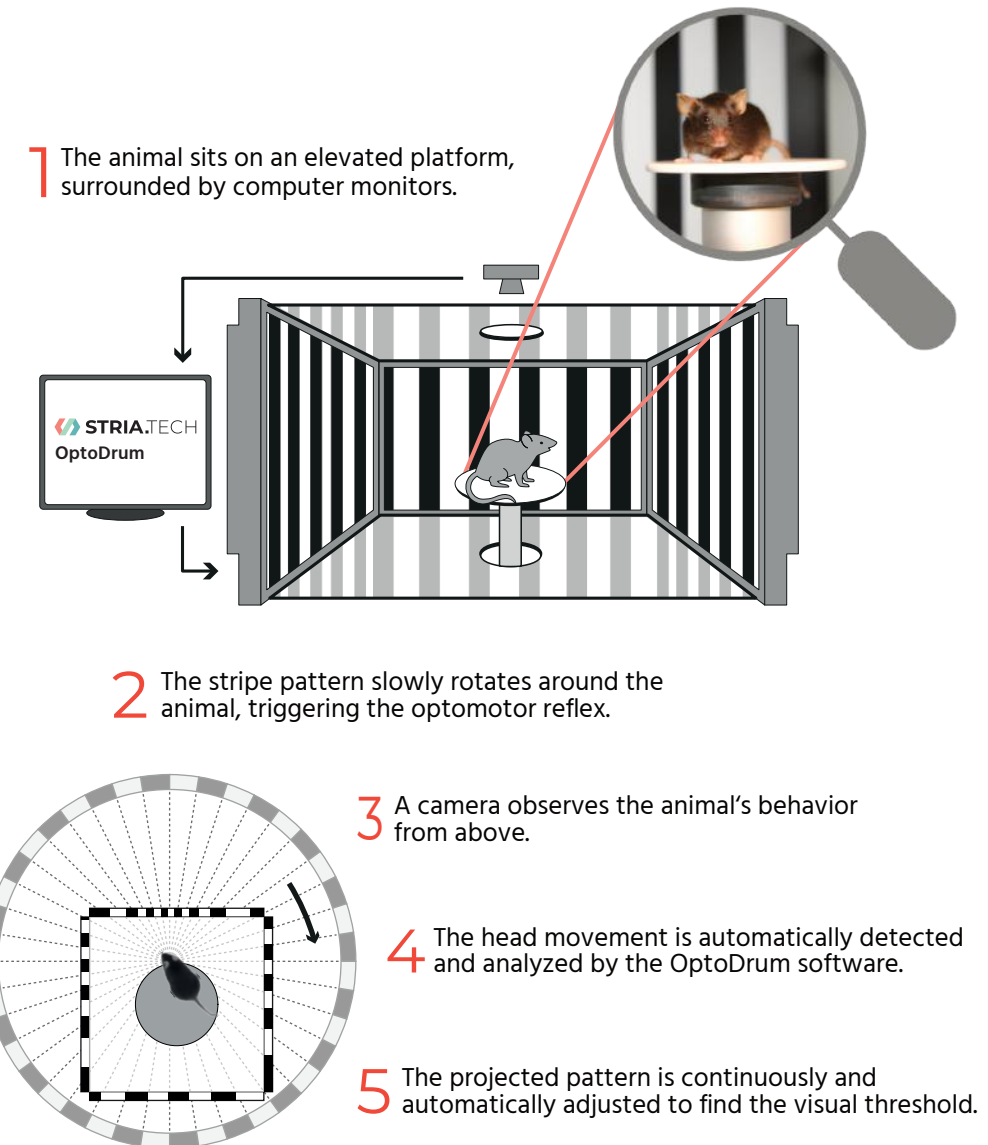 1 The animal sits on an elevated platform,
surrounded by computer monitors.
STRIA.TECH
OptoDrum
2 The stripe pattern slowly rotates around the
animal, triggering the optomotor reflex.
3 A camera observes the animal‘s behavior
from above.
4 The head movement is automatically detected
and analyzed by the OptoDrum software.
5 The projected pattern is continuously and
automatically adjusted to find the visual threshold.